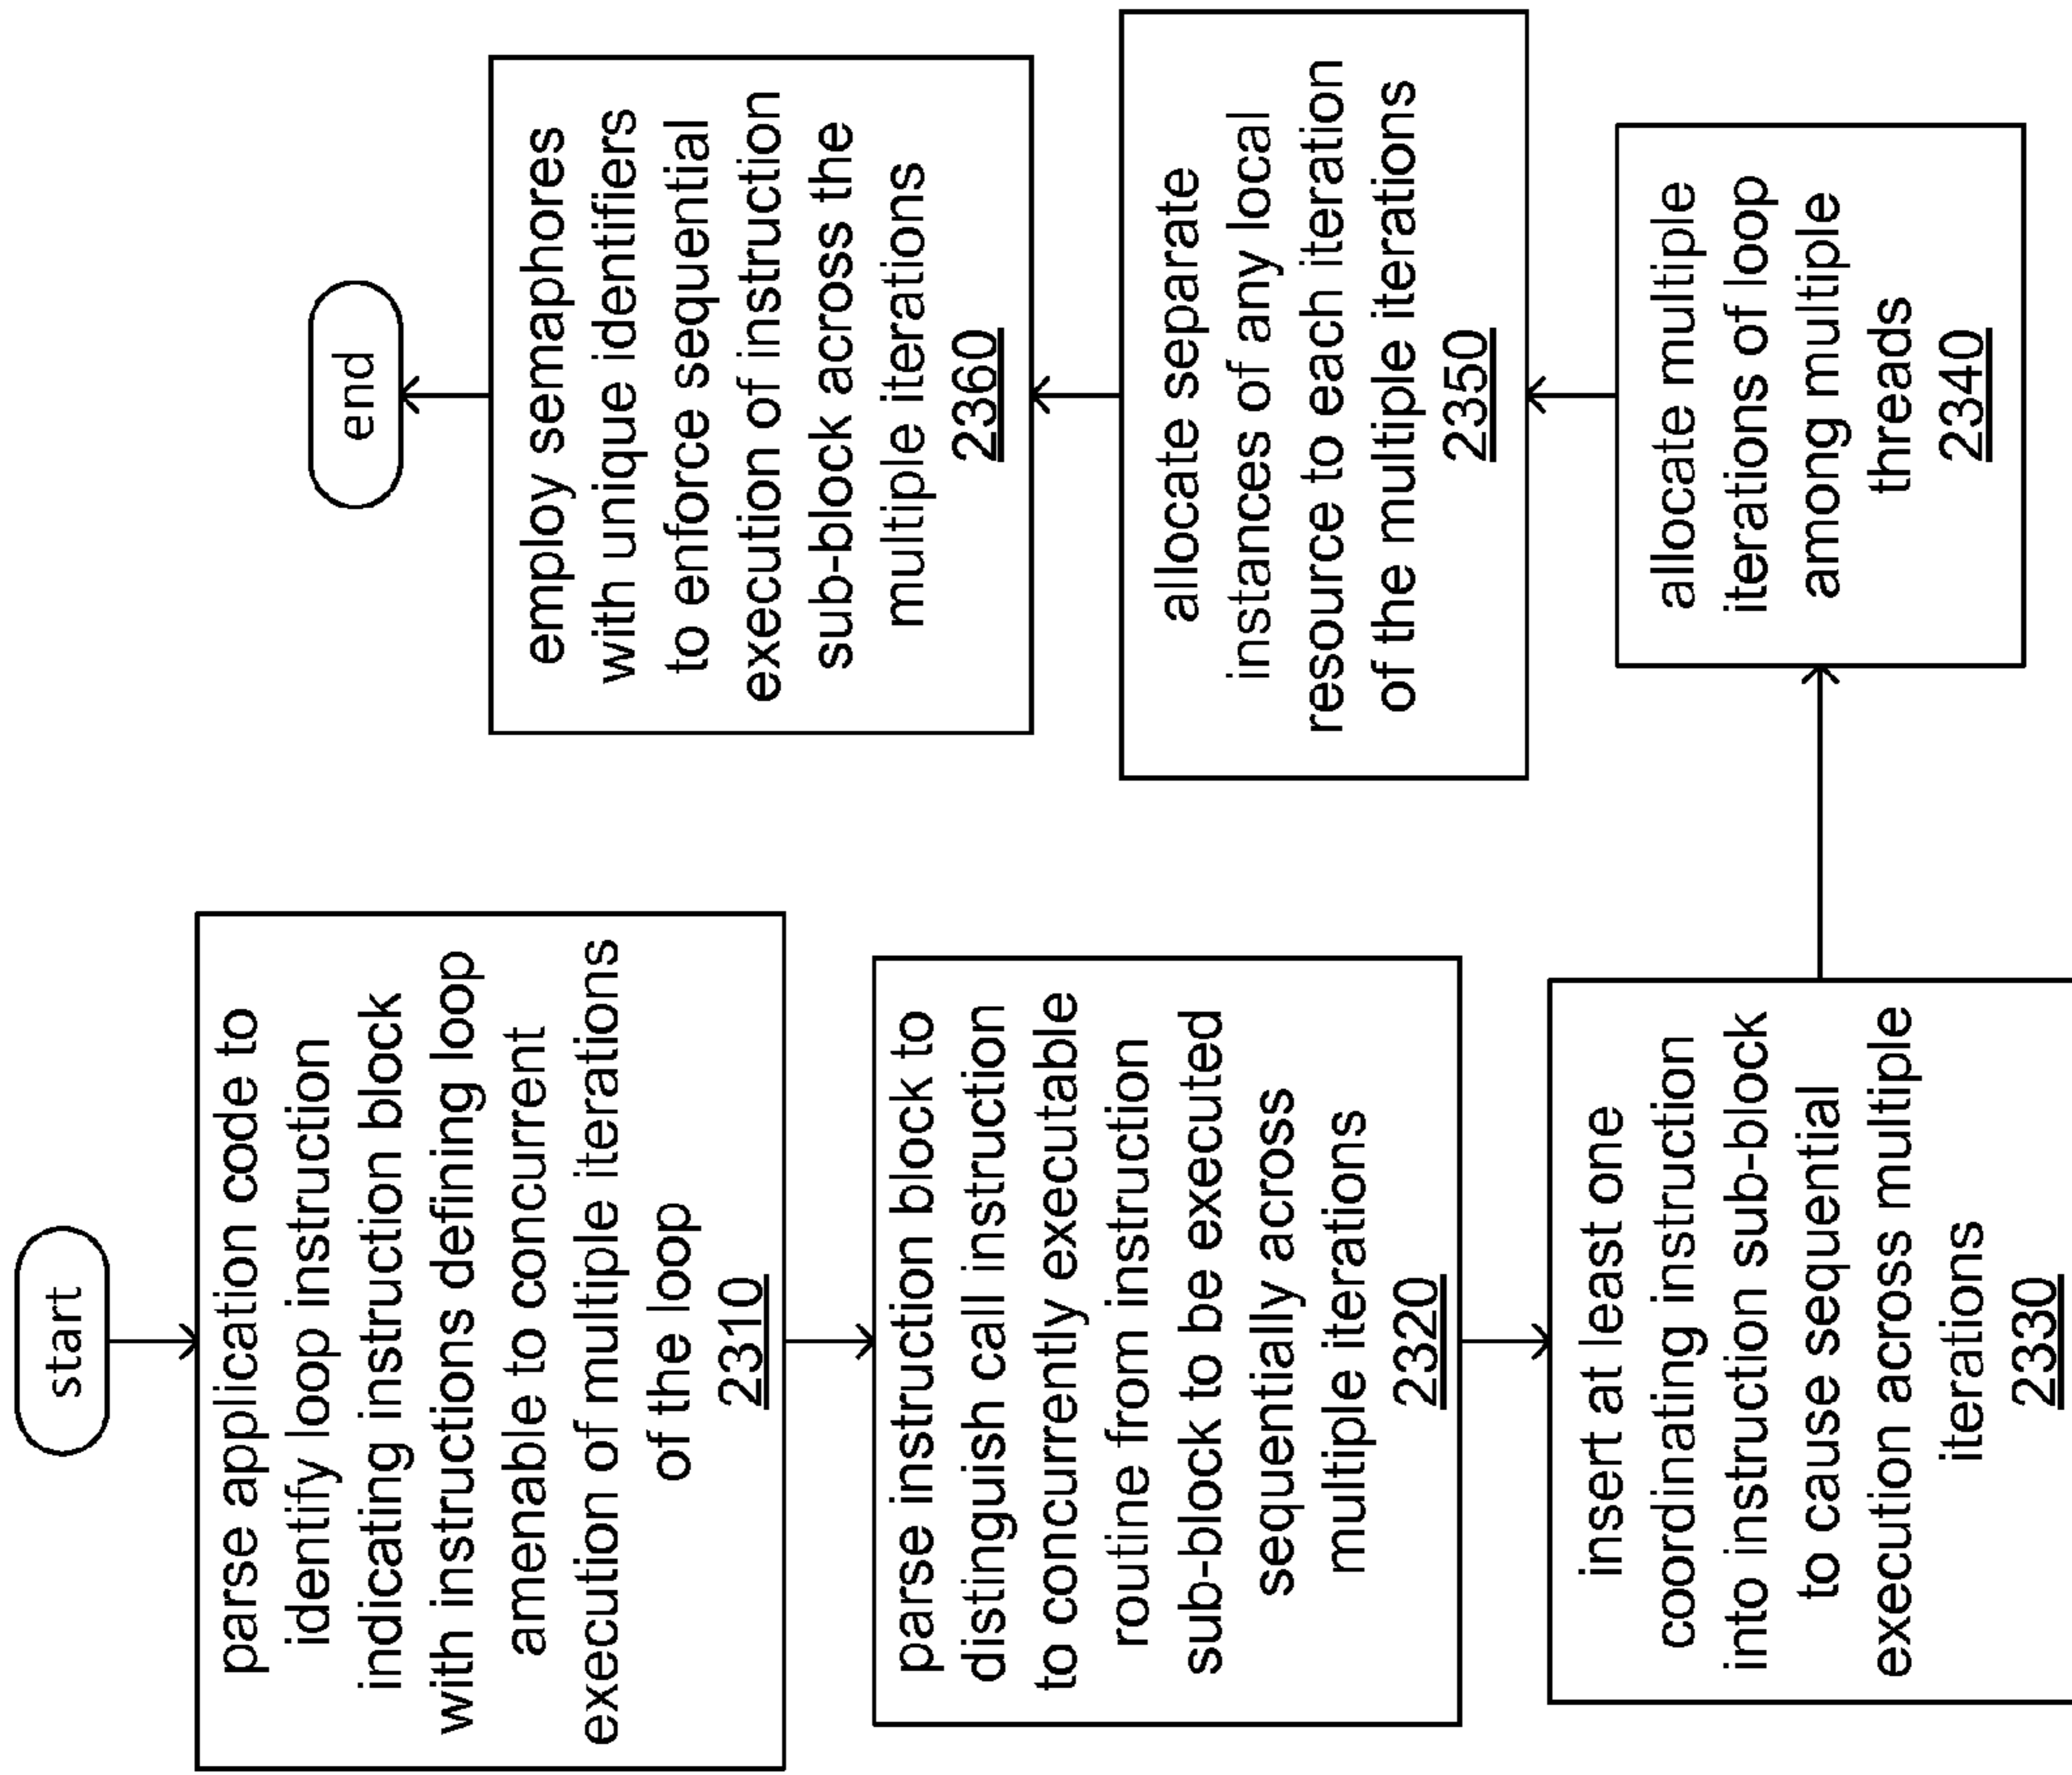 start
parse application code to
identify loop instruction
indicating instruction block
with instructions defining loop
amenable to concurrent
execution of multiple iterations
of the loop
2310
parse instruction block to
distinguish call instruction
to concurrently executable
routine from instruction
sub-block to be executed
sequentially across
multiple iterations
2320
insert at least one
coordinating instruction
into instruction sub-block
to cause sequential
execution across multiple
iterations
2330
allocate multiple
iterations of loop
among multiple
threads
2340
allocate separate
instances of any local
resource to each iteration
of the multiple iterations
2350
employ semaphores
with unique identifiers
to enforce sequential
execution of instruction
sub-block across the
multiple iterations
2360
end